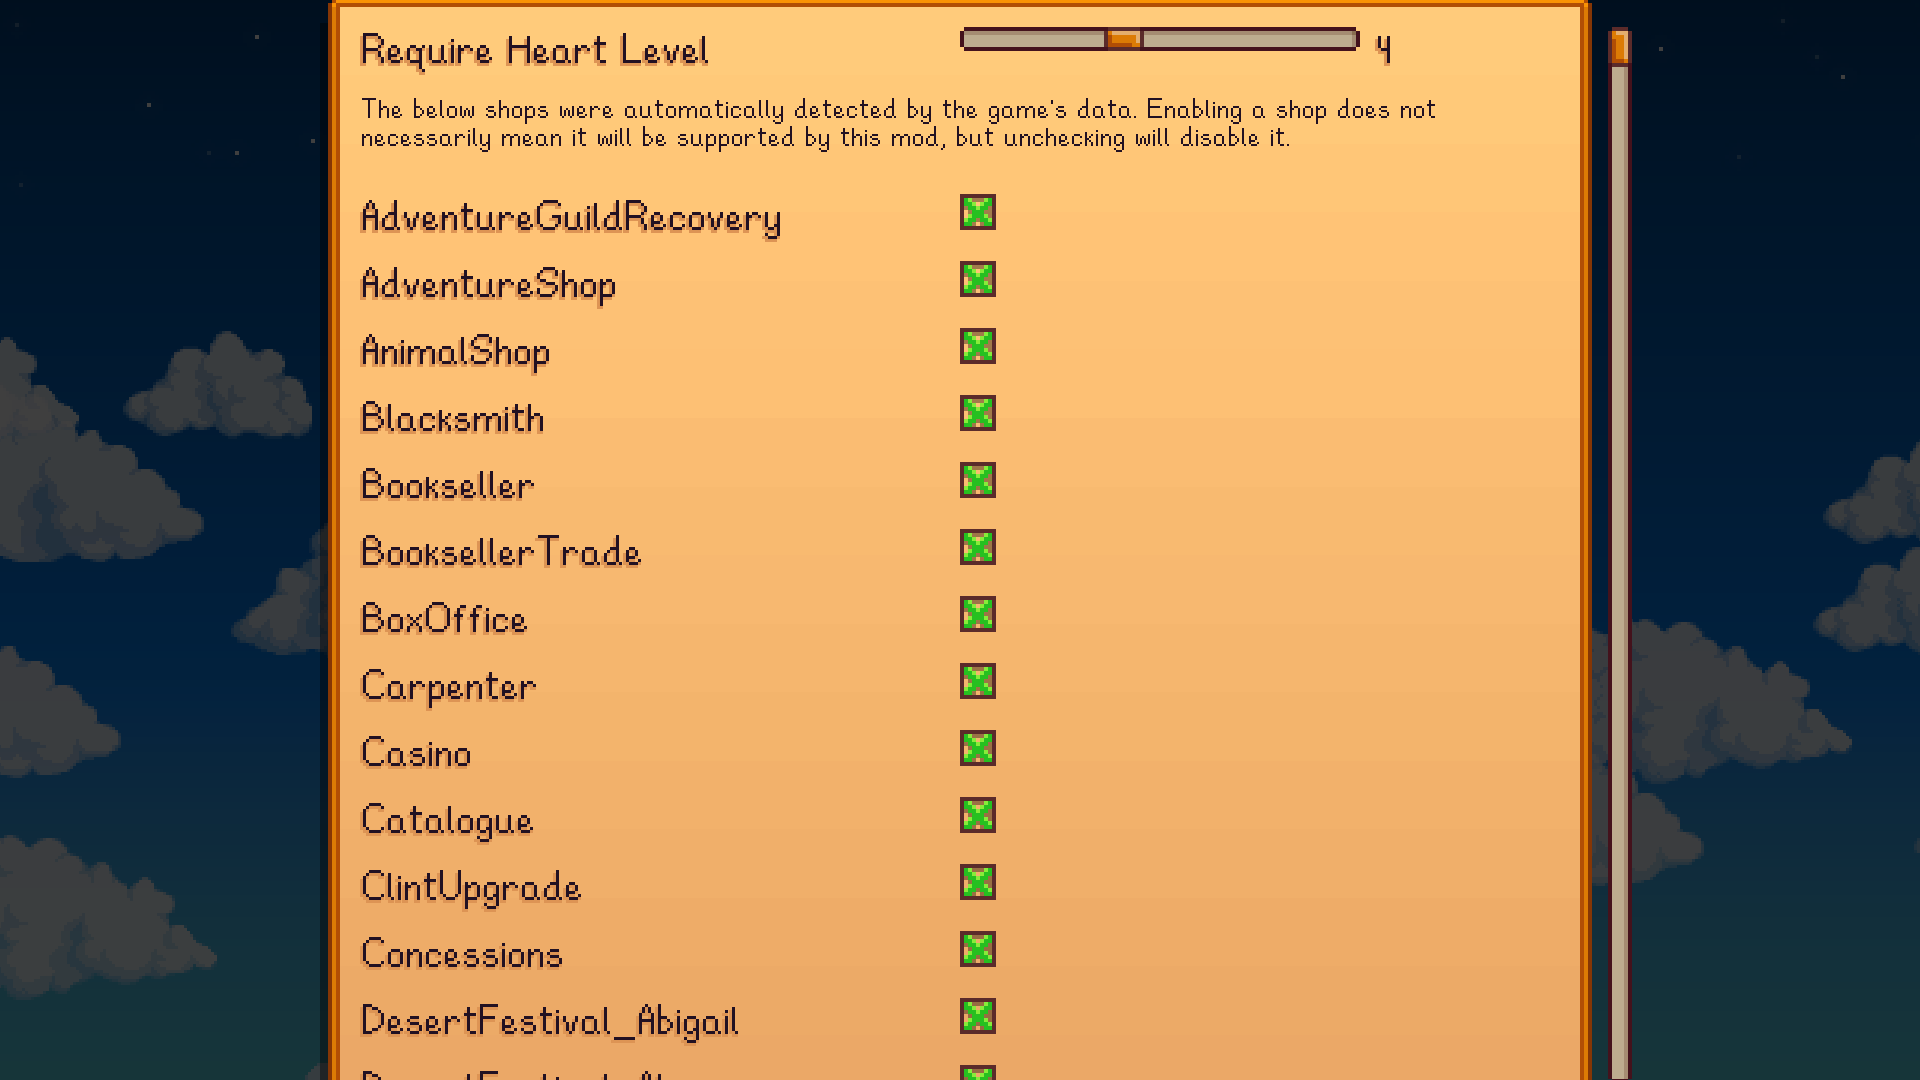 Require Heart Level 4
The below shops were automatically detected by the game's data. Enabling a shop does not
necessarily mean it will be supported by this mod, but unchecking will disable it.
AdventureGuildRecovery
AdventureShop
AnimalShop
Blacksmith
Bookseller
BooksellerTrade
BoxOffice
Carpenter
Casino
Catalogue
ClintUpgrade
Concessions
DesertFestival_Abigail